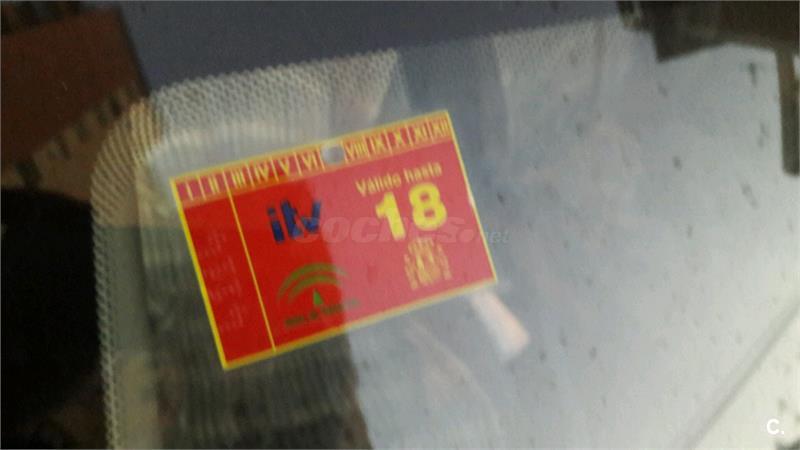 I II III IV V VI VIII IX X XI XII
Válido hasta
itv
18
coches.net
C.